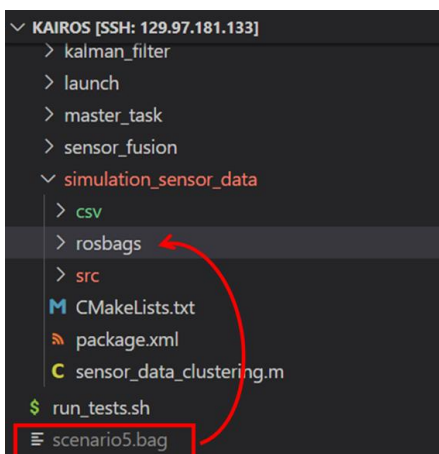 KAIROS [SSH: 129.97.181.133]
kalman_filter
launch
master_task
sensor_fusion
simulation_sensor_data
csv
rosbags
src
M CMakeLists.txt
package.xml
C sensor_data_clustering.m
$ run_tests.sh
scenario5.bag